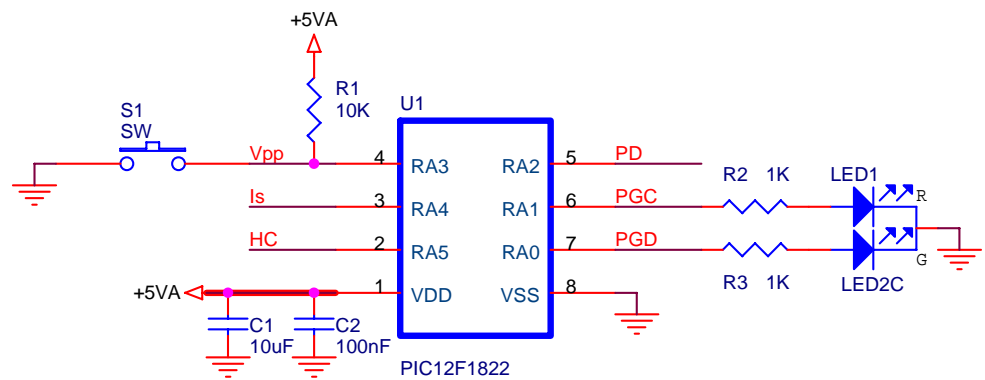 +5VA
R1
10K
U1
S1
SW
Vpp
4
RA3
RA2
5
PD
R2 1K
LED1
R
Is
3
RA4
RA1
6
PGC
HC
2
RA5
RA0
7
PGD
G
R3 1K
LED2C
+5VA
1
VDD
VSS
8
C1
10uF
C2
100nF
PIC12F1822